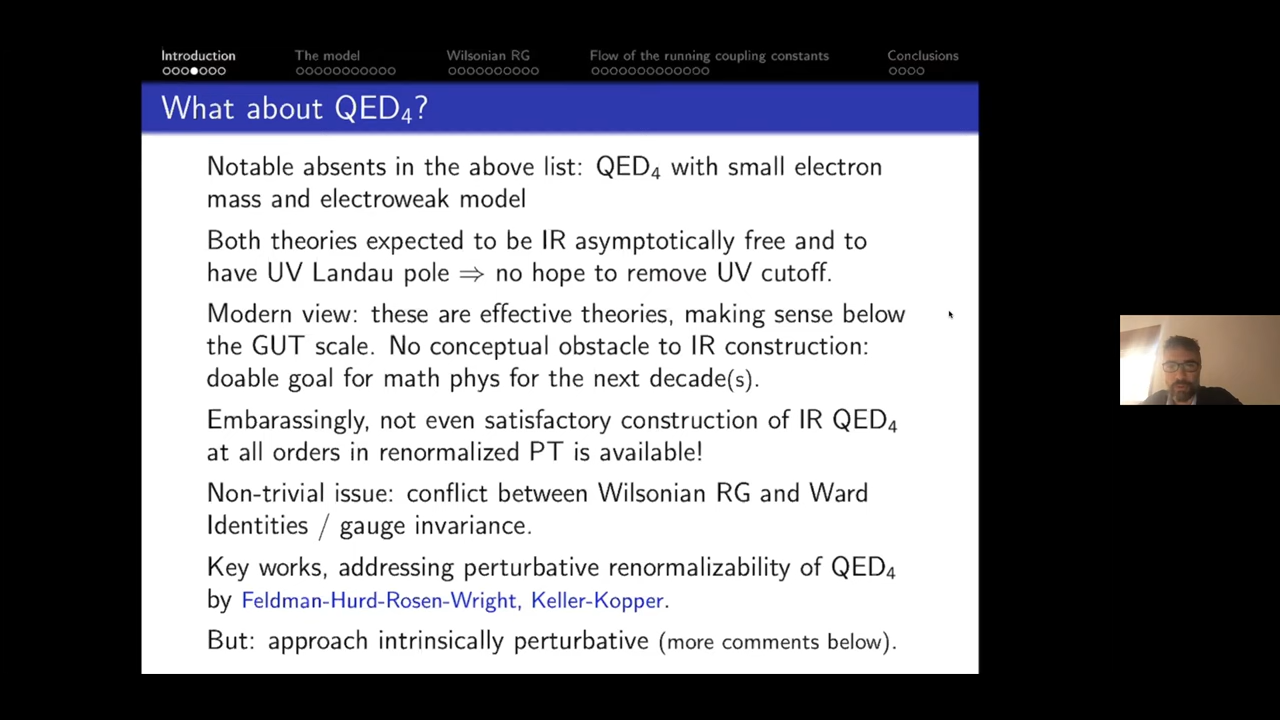 Introduction The model Wilsonian RG Flow of the running coupling constants Conclusions
What about QED₄?
Notable absents in the above list: QED₄ with small electron
mass and electroweak model
Both theories expected to be IR asymptotically free and to
have UV Landau pole ⇒ no hope to remove UV cutoff.
Modern view: these are effective theories, making sense below
the GUT scale. No conceptual obstacle to IR construction:
doable goal for math phys for the next decade(s).
Embarassingly, not even satisfactory construction of IR QED₄
at all orders in renormalized PT is available!
Non-trivial issue: conflict between Wilsonian RG and Ward
Identities / gauge invariance.
Key works, addressing perturbative renormalizability of QED₄
by Feldman-Hurd-Rosen-Wright, Keller-Kopper.
But: approach intrinsically perturbative (more comments below).